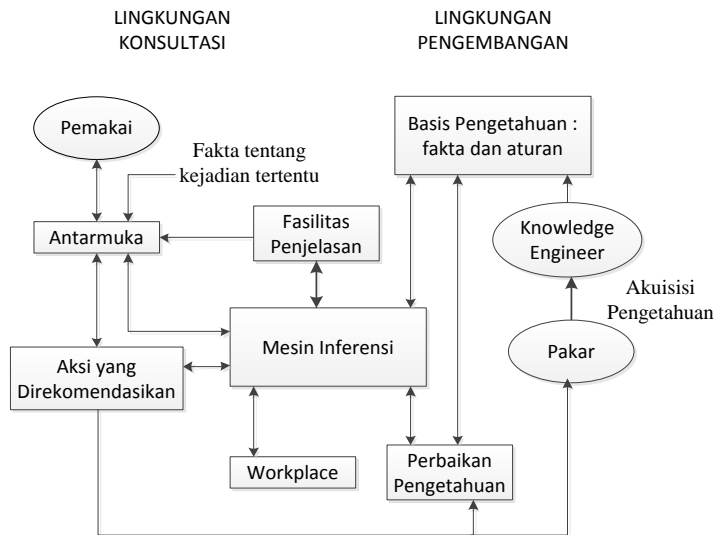 LINGKUNGAN
KONSULTASI
LINGKUNGAN
PENGEMBANGAN
Pemakai
Fakta tentang
kejadian tertentu
Basis Pengetahuan :
fakta dan aturan
Antarmuka
Fasilitas
Penjelasan
Knowledge
Engineer
Akuisisi
Pengetahuan
Mesin Inferensi
Pakar
Aksi yang
Direkomendasikan
Workplace
Perbaikan
Pengetahuan